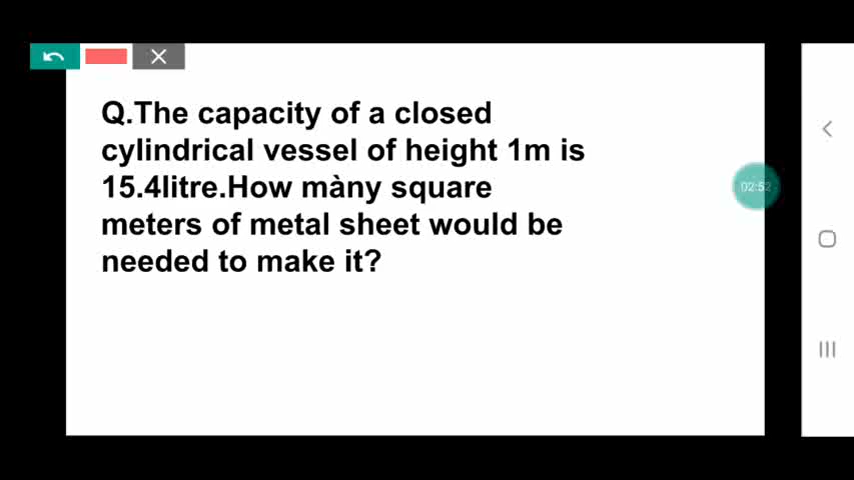 Q.The capacity of a closed
cylindrical vessel of height 1m is
15.4litre.How màny square
meters of metal sheet would be
needed to make it?
02:52